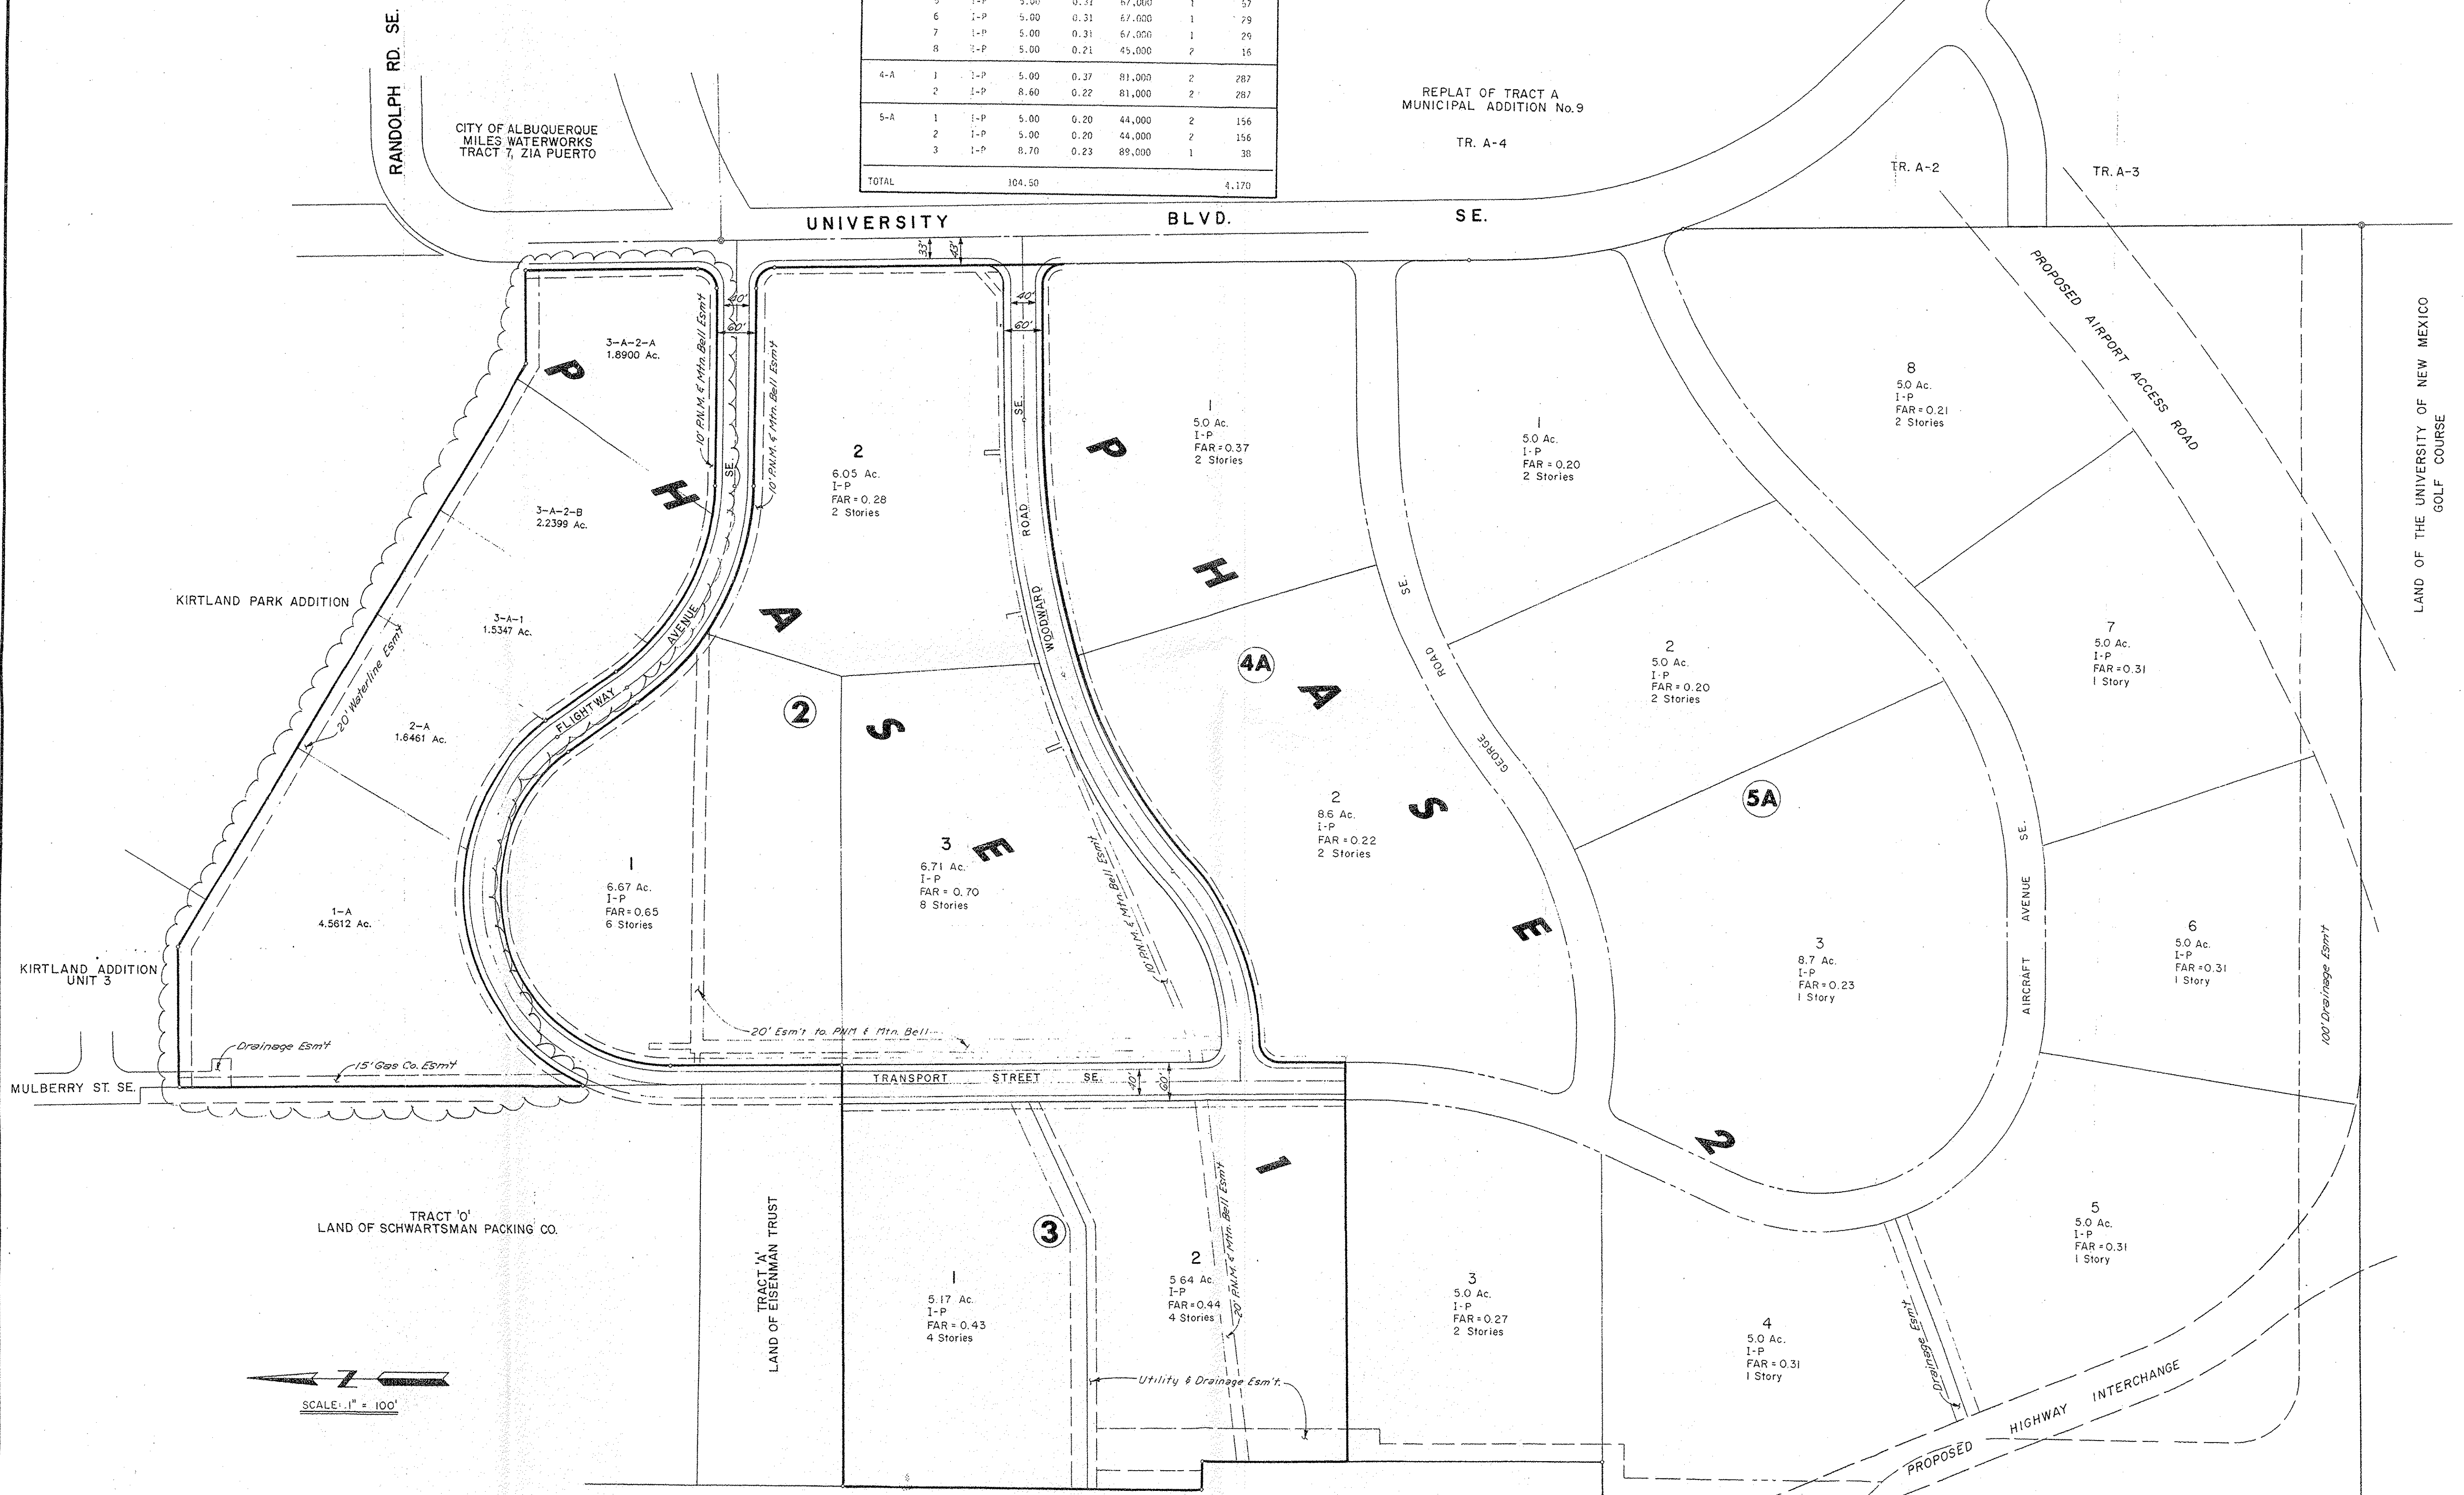 6 I-P 5.00 0.31 67,000 1 29
7 I-P 5.00 0.31 67,000 1 29
8 I-P 5.00 0.21 45,000 2 16
4-A 1 I-P 5.00 0.37 81,000 2 287
2 I-P 8.60 0.22 81,000 2 287
5-A 1 I-P 5.00 0.20 44,000 2 156
2 I-P 5.00 0.20 44,000 2 156
3 I-P 8.70 0.23 89,000 1 38
TOTAL 104.50 4,170
RANDOLPH RD. SE.
CITY OF ALBUQUERQUE
MILES WATERWORKS
TRACT 7, ZIA PUERTO
REPLAT OF TRACT A
MUNICIPAL ADDITION No.9
TR. A-4
TR. A-2
TR. A-3
UNIVERSITY BLVD. SE.
33'
43'
40'
60'
40'
60'
PROPOSED AIRPORT ACCESS ROAD
LAND OF THE UNIVERSITY OF NEW MEXICO
GOLF COURSE
3-A-2-A
1.8900 Ac.
10' P.N.M. & Mtn. Bell Esm't
10' P.N.M. & Mtn. Bell Esm't
SE.
3-A-2-B
2.2399 Ac.
3-A-1
1.5347 Ac.
2-A
1.6461 Ac.
1-A
4.5612 Ac.
KIRTLAND PARK ADDITION
20' Waterline Esm't
FLIGHTWAY AVENUE
KIRTLAND ADDITION
UNIT 3
Drainage Esm't
15' Gas Co. Esm't
MULBERRY ST. SE.
PHASE 1
2
6.05 Ac.
I-P
FAR = 0.28
2 Stories
2
1
6.67 Ac.
I-P
FAR = 0.65
6 Stories
3
6.71 Ac.
I-P
FAR = 0.70
8 Stories
WOODWARD ROAD SE.
10' P.N.M. & Mtn. Bell Esm't
20' Esm't to PNM & Mtn. Bell
TRANSPORT STREET SE.
40'
60'
PHASE 2
1
5.0 Ac.
I-P
FAR = 0.37
2 Stories
4A
2
8.6 Ac.
I-P
FAR = 0.22
2 Stories
GEORGE ROAD SE.
1
5.0 Ac.
I-P
FAR = 0.20
2 Stories
2
5.0 Ac.
I-P
FAR = 0.20
2 Stories
5A
3
8.7 Ac.
I-P
FAR = 0.23
1 Story
AIRCRAFT AVENUE SE.
8
5.0 Ac.
I-P
FAR = 0.21
2 Stories
7
5.0 Ac.
I-P
FAR = 0.31
1 Story
6
5.0 Ac.
I-P
FAR = 0.31
1 Story
100' Drainage Esm't
5
5.0 Ac.
I-P
FAR = 0.31
1 Story
TRACT 'O'
LAND OF SCHWARTSMAN PACKING CO.
TRACT 'A'
LAND OF EISENMAN TRUST
3
1
5.17 Ac.
I-P
FAR = 0.43
4 Stories
2
5.64 Ac.
I-P
FAR = 0.44
4 Stories
20' P.N.M. & Mtn. Bell Esm't
Utility & Drainage Esm't.
3
5.0 Ac.
I-P
FAR = 0.27
2 Stories
4
5.0 Ac.
I-P
FAR = 0.31
1 Story
Drainage Esm't
PROPOSED HIGHWAY INTERCHANGE
N
SCALE: 1" = 100'